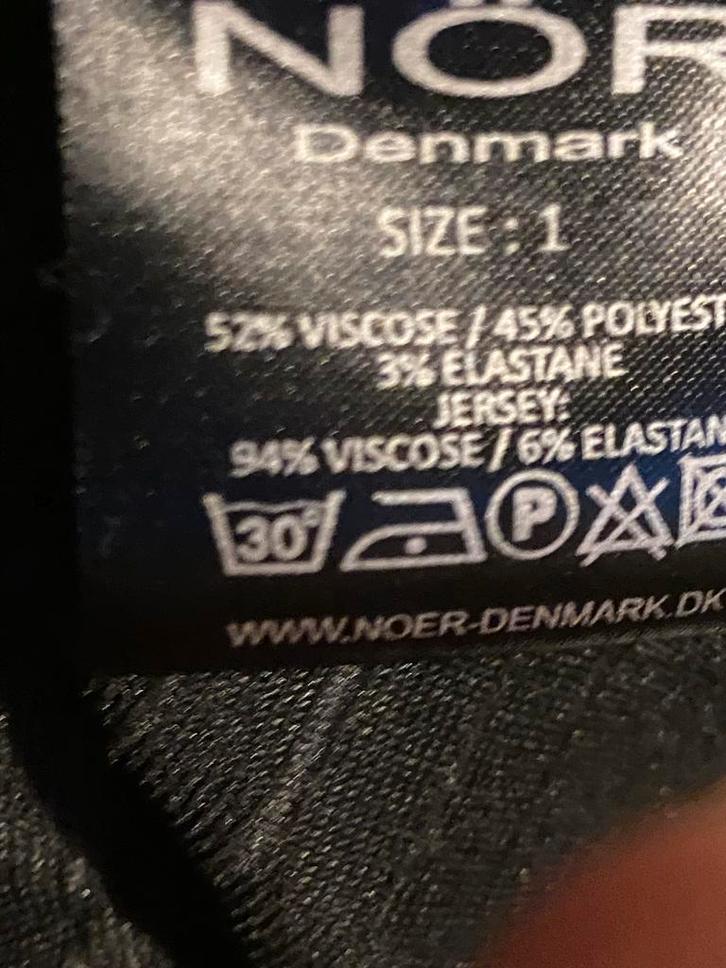 NÖR
Denmark
SIZE : 1
52% VISCOSE / 45% POLYEST
3% ELASTANE
JERSEY:
94% VISCOSE / 6% ELASTAN
30°
P
WWW.NOER-DENMARK.DK